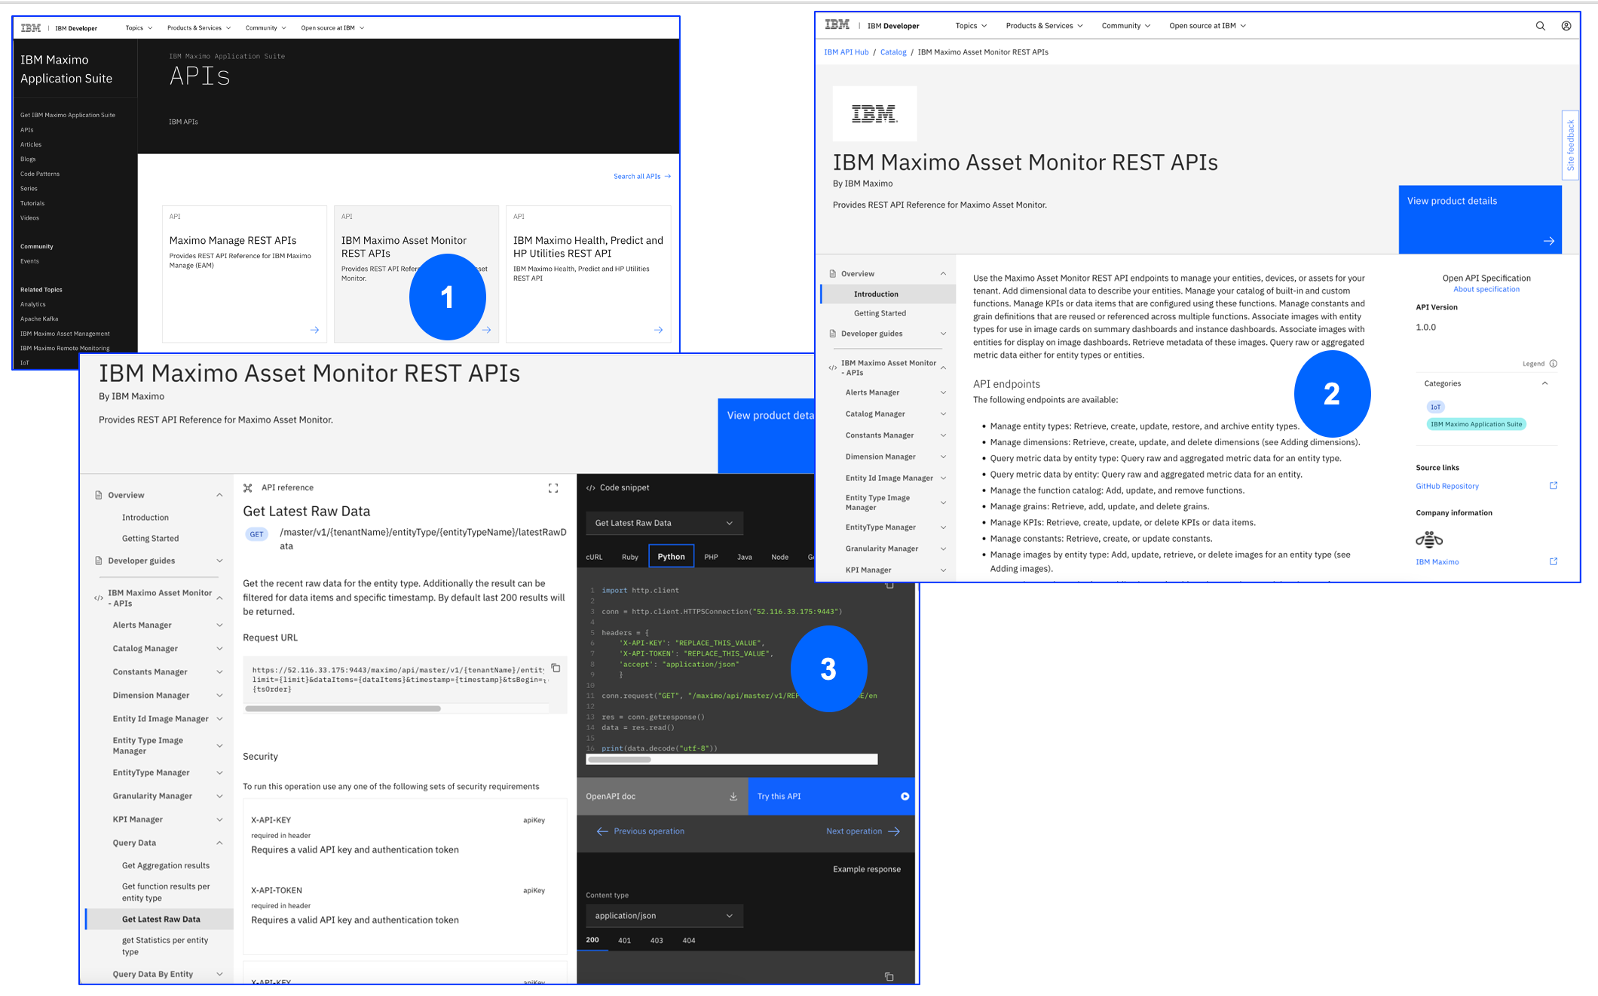 IBM
IBM Developer
Topics
Products & Services
Community
Open source at IBM
IBM Maximo
Application Suite
Get IBM Maximo Application Suite
APIs
Articles
Blogs
Code Patterns
Series
Tutorials
Videos
Community
Events
Related Topics
Analytics
Apache Kafka
IBM Maximo Asset Management
IBM Maximo Remote Monitoring
IoT
IBM Maximo Application Suite
APIs
IBM APIs
Search all APIs
API
Maximo Manage REST APIs
Provides REST API Reference for IBM Maximo
Manage (EAM)
API
IBM Maximo Asset Monitor
REST APIs
Provides REST API
Monitor.
1
API
IBM Maximo Health, Predict and
HP Utilities REST API
IBM Maximo Health, Predict and HP Utilities
REST API
IBM
IBM Developer
Topics
Products & Services
Community
Open source at IBM
IBM API Hub / Catalog / IBM Maximo Asset Monitor REST APIs
IBM
Site feedback
IBM Maximo Asset Monitor REST APIs
By IBM Maximo
Provides REST API Reference for Maximo Asset Monitor.
View product details
Overview
Introduction
Getting Started
Developer guides
IBM Maximo Asset Monitor
- APIs
Alerts Manager
Catalog Manager
Constants Manager
Dimension Manager
Entity Id Image Manager
Entity Type Image
Manager
EntityType Manager
Granularity Manager
KPI Manager
Use the Maximo Asset Monitor REST API endpoints to manage your entities, devices, or assets for your
tenant. Add dimensional data to describe your entities. Manage your catalog of built-in and custom
functions. Manage KPIs or data items that are configured using these functions. Manage constants and
grain definitions that are reused or referenced across multiple functions. Associate images with entity
types for use in image cards on summary dashboards and instance dashboards. Associate images with
entities for display on image dashboards. Retrieve metadata of these images. Query raw or aggregated
metric data either for entity types or entities.
API endpoints
The following endpoints are available:
• Manage entity types: Retrieve, create, update, restore, and archive entity types.
• Manage dimensions: Retrieve, create, update, and delete dimensions (see Adding dimensions).
• Query metric data by entity type: Query raw and aggregated metric data for an entity type.
• Query metric data by entity: Query raw and aggregated metric data for an entity.
• Manage the function catalog: Add, update, and remove functions.
• Manage grains: Retrieve, add, update, and delete grains.
• Manage KPIs: Retrieve, create, update, or delete KPIs or data items.
• Manage constants: Retrieve, create, or update constants.
• Manage images by entity type: Add, update, retrieve, or delete images for an entity type (see
Adding images).
2
Open API Specification
About specification
API Version
1.0.0
Legend
Categories
IoT
IBM Maximo Application Suite
Source links
GitHub Repository
Company information
IBM Maximo
IBM Maximo Asset Monitor REST APIs
By IBM Maximo
Provides REST API Reference for Maximo Asset Monitor.
View product deta
Overview
Introduction
Getting Started
Developer guides
IBM Maximo Asset Monitor
- APIs
Alerts Manager
Catalog Manager
Constants Manager
Dimension Manager
Entity Id Image Manager
Entity Type Image
Manager
EntityType Manager
Granularity Manager
KPI Manager
Query Data
Get Aggregation results
Get function results per
entity type
Get Latest Raw Data
get Statistics per entity
type
Query Data By Entity
API reference
Get Latest Raw Data
GET /master/v1/{tenantName}/entityType/{entityTypeName}/latestRawD
ata
Get the recent raw data for the entity type. Additionally the result can be
filtered for data items and specific timestamp. By default last 200 results will
be returned.
Request URL
https://52.116.33.175:9443/maximo/api/master/v1/{tenantName}/entity
limit={limit}&dataItems={dataItems}&timestamp={timestamp}&tsBegin=
{tsOrder}
Security
To run this operation use any one of the following sets of security requirements
X-API-KEY apiKey
required in header
Requires a valid API key and authentication token
X-API-TOKEN apiKey
required in header
Requires a valid API key and authentication token
X-API-KEY apiKey
</> Code snippet
Get Latest Raw Data
cURL Ruby Python PHP Java Node
1 import http.client
2
3 conn = http.client.HTTPSConnection("52.116.33.175:9443")
4
5 headers = {
6 'X-API-KEY': "REPLACE_THIS_VALUE",
7 'X-API-TOKEN': "REPLACE_THIS_VALUE",
8 'accept': "application/json"
9 }
10
11 conn.request("GET", "/maximo/api/master/v1/REP
12
13 res = conn.getresponse()
14 data = res.read()
15
16 print(data.decode("utf-8"))
3
OpenAPI doc
Try this API
Previous operation
Next operation
Example response
Content type
application/json
200 401 403 404